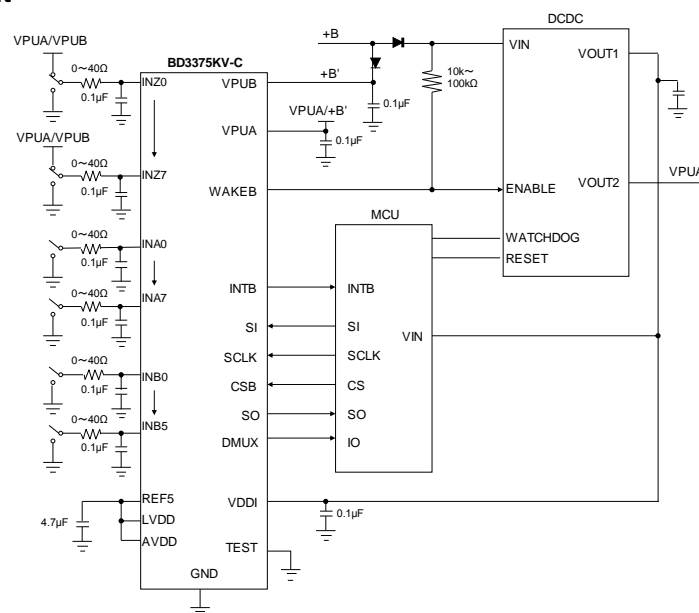 DCDC
+B
VIN
VOUT1
VPUA/VPUB
BD3375KV-C
0～40Ω
0.1µF
INZ0
VPUB
+B'
10k～
100kΩ
0.1µF
VPUA/+B'
VPUA
0.1µF
VPUA/VPUB
0～40Ω
0.1µF
INZ7
WAKEB
ENABLE
VOUT2
VPUA
MCU
0～40Ω
0.1µF
INA0
WATCHDOG
RESET
0～40Ω
0.1µF
INA7
INTB
INTB
SI
SI
VIN
SCLK
SCLK
0～40Ω
0.1µF
INB0
CSB
CS
0～40Ω
0.1µF
INB5
SO
SO
DMUX
IO
REF5
4.7µF
LVDD
AVDD
VDDI
0.1µF
TEST
GND